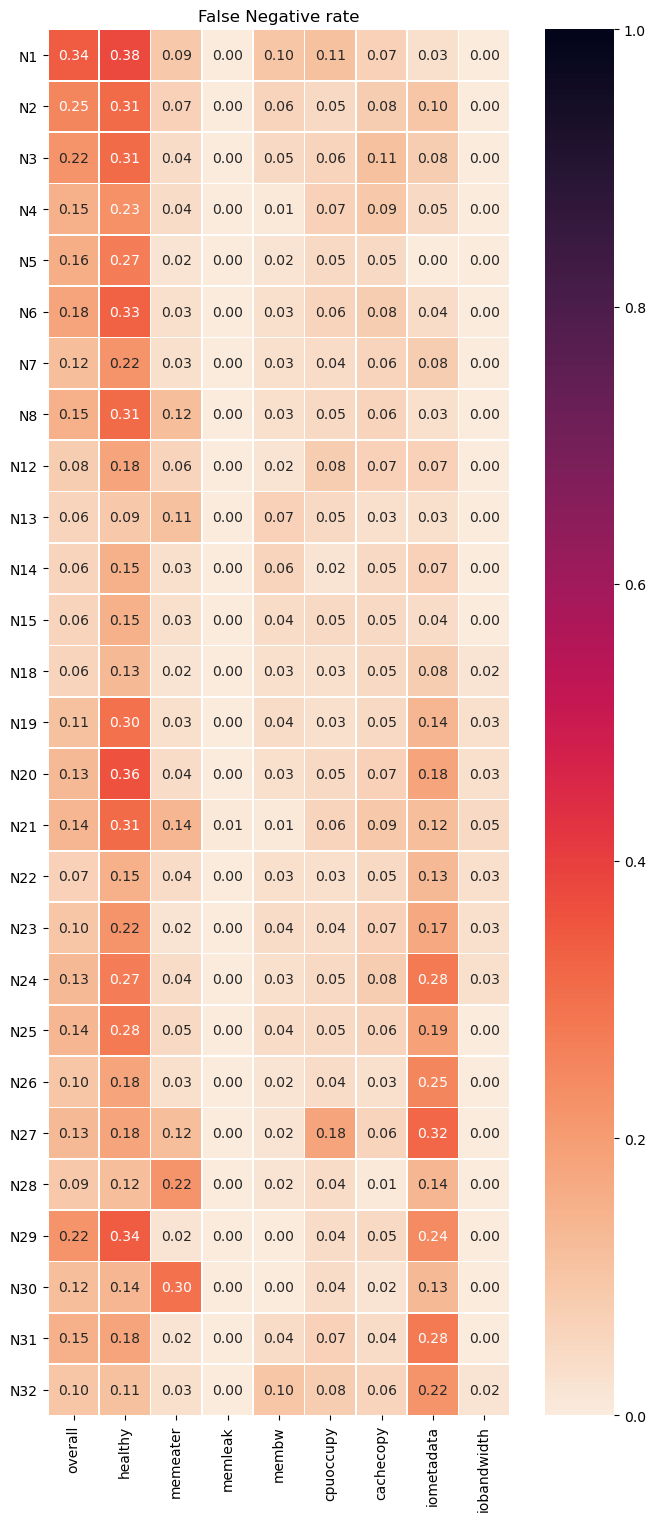 False Negative rate
N1 0.34 0.38 0.09 0.00 0.10 0.11 0.07 0.03 0.00
N2 0.25 0.31 0.07 0.00 0.06 0.05 0.08 0.10 0.00
N3 0.22 0.31 0.04 0.00 0.05 0.06 0.11 0.08 0.00
N4 0.15 0.23 0.04 0.00 0.01 0.07 0.09 0.05 0.00
N5 0.16 0.27 0.02 0.00 0.02 0.05 0.05 0.00 0.00
N6 0.18 0.33 0.03 0.00 0.03 0.06 0.08 0.04 0.00
N7 0.12 0.22 0.03 0.00 0.03 0.04 0.06 0.08 0.00
N8 0.15 0.31 0.12 0.00 0.03 0.05 0.06 0.03 0.00
N12 0.08 0.18 0.06 0.00 0.02 0.08 0.07 0.07 0.00
N13 0.06 0.09 0.11 0.00 0.07 0.05 0.03 0.03 0.00
N14 0.06 0.15 0.03 0.00 0.06 0.02 0.05 0.07 0.00
N15 0.06 0.15 0.03 0.00 0.04 0.05 0.05 0.04 0.00
N18 0.06 0.13 0.02 0.00 0.03 0.03 0.05 0.08 0.02
N19 0.11 0.30 0.03 0.00 0.04 0.03 0.05 0.14 0.03
N20 0.13 0.36 0.04 0.00 0.03 0.05 0.07 0.18 0.03
N21 0.14 0.31 0.14 0.01 0.01 0.06 0.09 0.12 0.05
N22 0.07 0.15 0.04 0.00 0.03 0.03 0.05 0.13 0.03
N23 0.10 0.22 0.02 0.00 0.04 0.04 0.07 0.17 0.03
N24 0.13 0.27 0.04 0.00 0.03 0.05 0.08 0.28 0.03
N25 0.14 0.28 0.05 0.00 0.04 0.05 0.06 0.19 0.00
N26 0.10 0.18 0.03 0.00 0.02 0.04 0.03 0.25 0.00
N27 0.13 0.18 0.12 0.00 0.02 0.18 0.06 0.32 0.00
N28 0.09 0.12 0.22 0.00 0.02 0.04 0.01 0.14 0.00
N29 0.22 0.34 0.02 0.00 0.00 0.04 0.05 0.24 0.00
N30 0.12 0.14 0.30 0.00 0.00 0.04 0.02 0.13 0.00
N31 0.15 0.18 0.02 0.00 0.02 0.07 0.04 0.28 0.00
N32 0.10 0.11 0.03 0.00 0.10 0.08 0.06 0.22 0.02
overall healthy memeater memleak membw cpuoccupy cachecopy iometadata iobandwidth
1.0
0.8
0.6
0.4
0.2
0.0